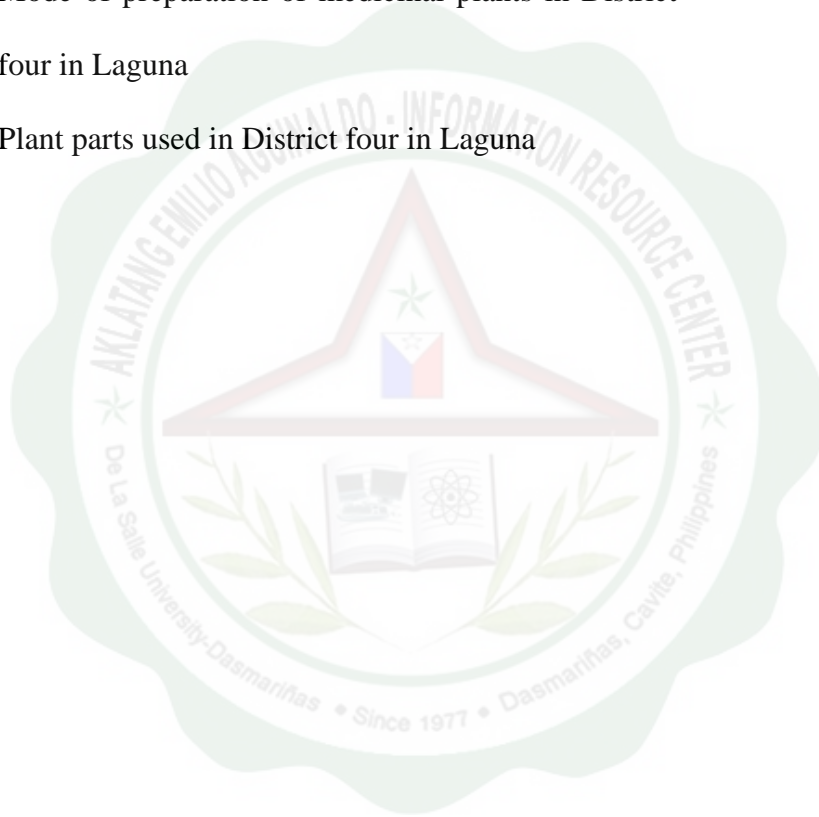 Mode of preparation of medicinal plants in District
four in Laguna
Plant parts used in District four in Laguna
AKLATANG EMILIO AGUINALDO - INFORMATION RESOURCE CENTER
De La Salle University-Dasmariñas • Since 1977 • Dasmariñas, Cavite, Philippines